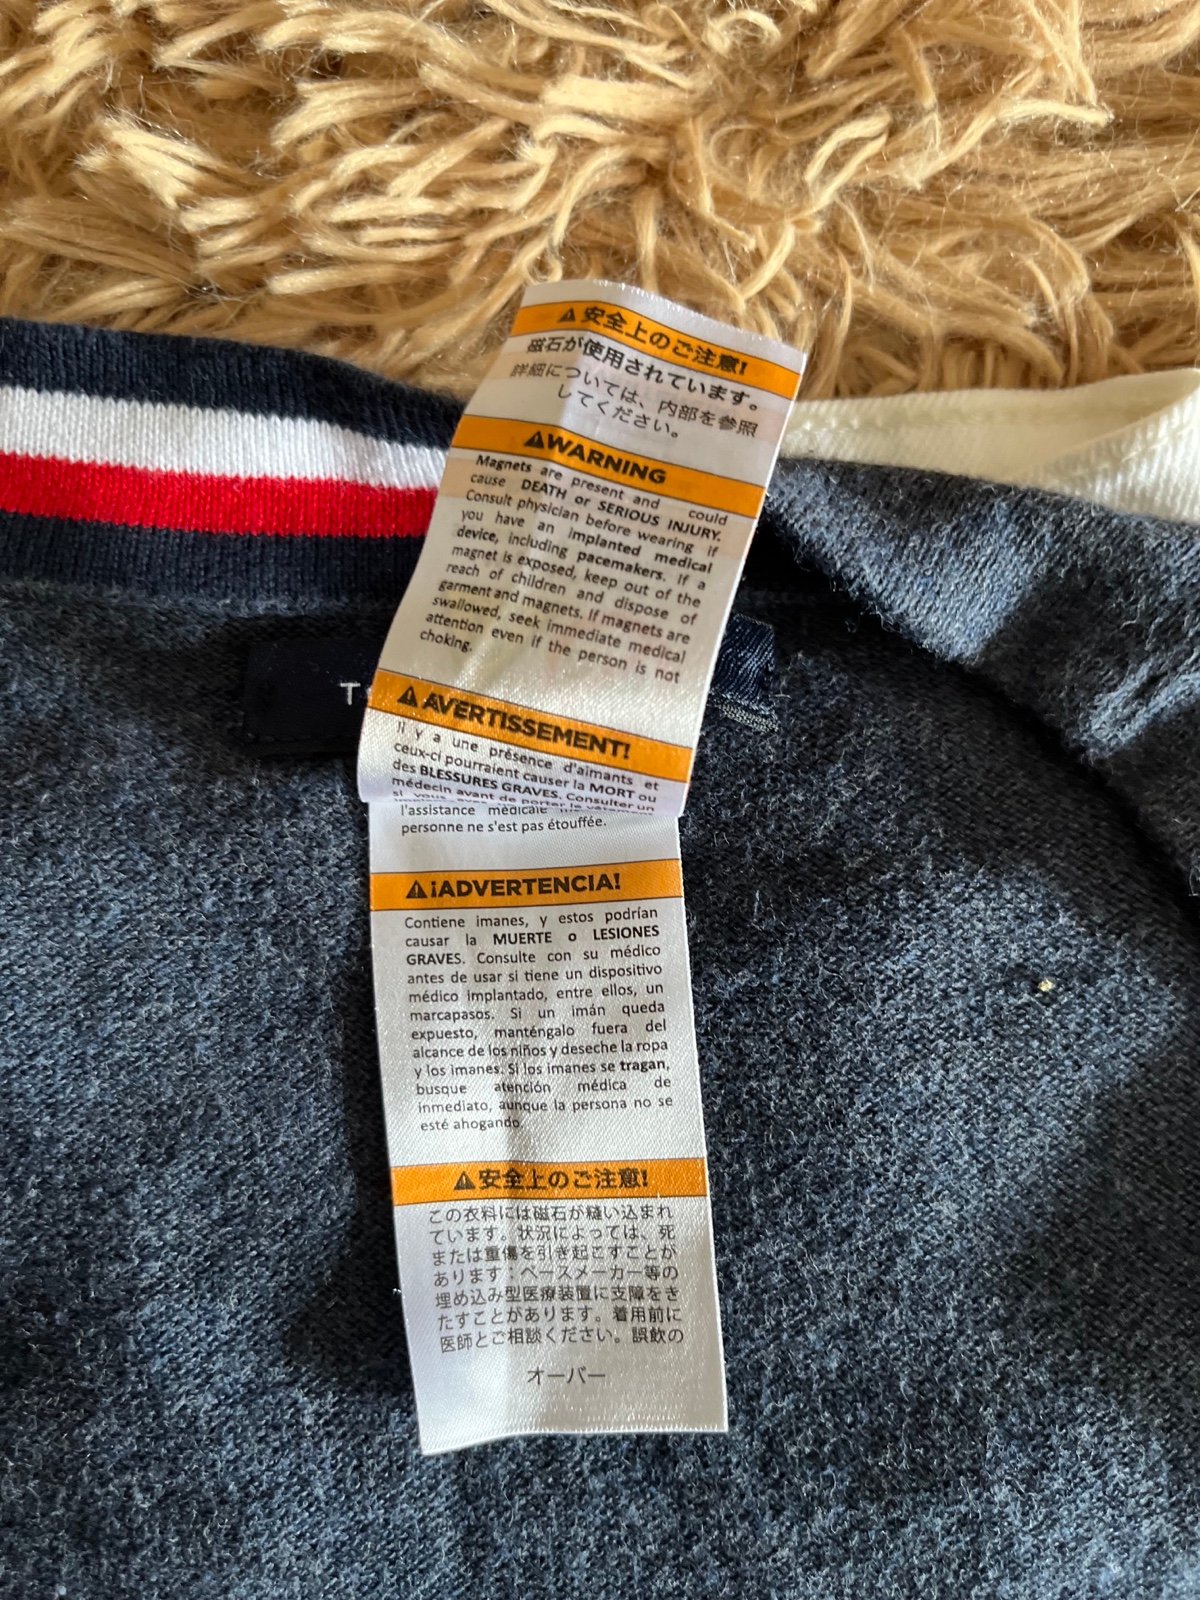 ⚠安全上のご注意!
磁石が使用されています。
詳細については、内部を参照
してください。
⚠WARNING
Magnets are present and could
cause DEATH or SERIOUS INJURY.
Consult physician before wearing if
you have an implanted medical
device, including pacemakers. If a
magnet is exposed, keep out of the
reach of children and dispose of
garment and magnets. If magnets are
swallowed, seek immediate medical
attention even if the person is not
choking.
T
⚠AVERTISSEMENT!
Il y a une présence d'aimants et
ceux-ci pourraient causer la MORT ou
des BLESSURES GRAVES. Consulter un
médecin avant de porter le vêtement
si vous
l'assistance médicale
personne ne s'est pas étouffée.
⚠¡ADVERTENCIA!
Contiene imanes, y estos podrían
causar la MUERTE o LESIONES
GRAVES. Consulte con su médico
antes de usar si tiene un dispositivo
médico implantado, entre ellos, un
marcapasos. Si un imán queda
expuesto, manténgalo fuera del
alcance de los niños y deseche la ropa
y los imanes. Si los imanes se tragan,
busque atención médica de
inmediato, aunque la persona no se
esté ahogando.
⚠安全上のご注意!
この衣料には磁石が縫い込まれ
ています。状況によっては、死
または重傷を引き起こすことが
あります：ペースメーカー等の
埋め込み型医療装置に支障をき
たすことがあります。着用前に
医師とご相談ください。誤飲の
オーバー